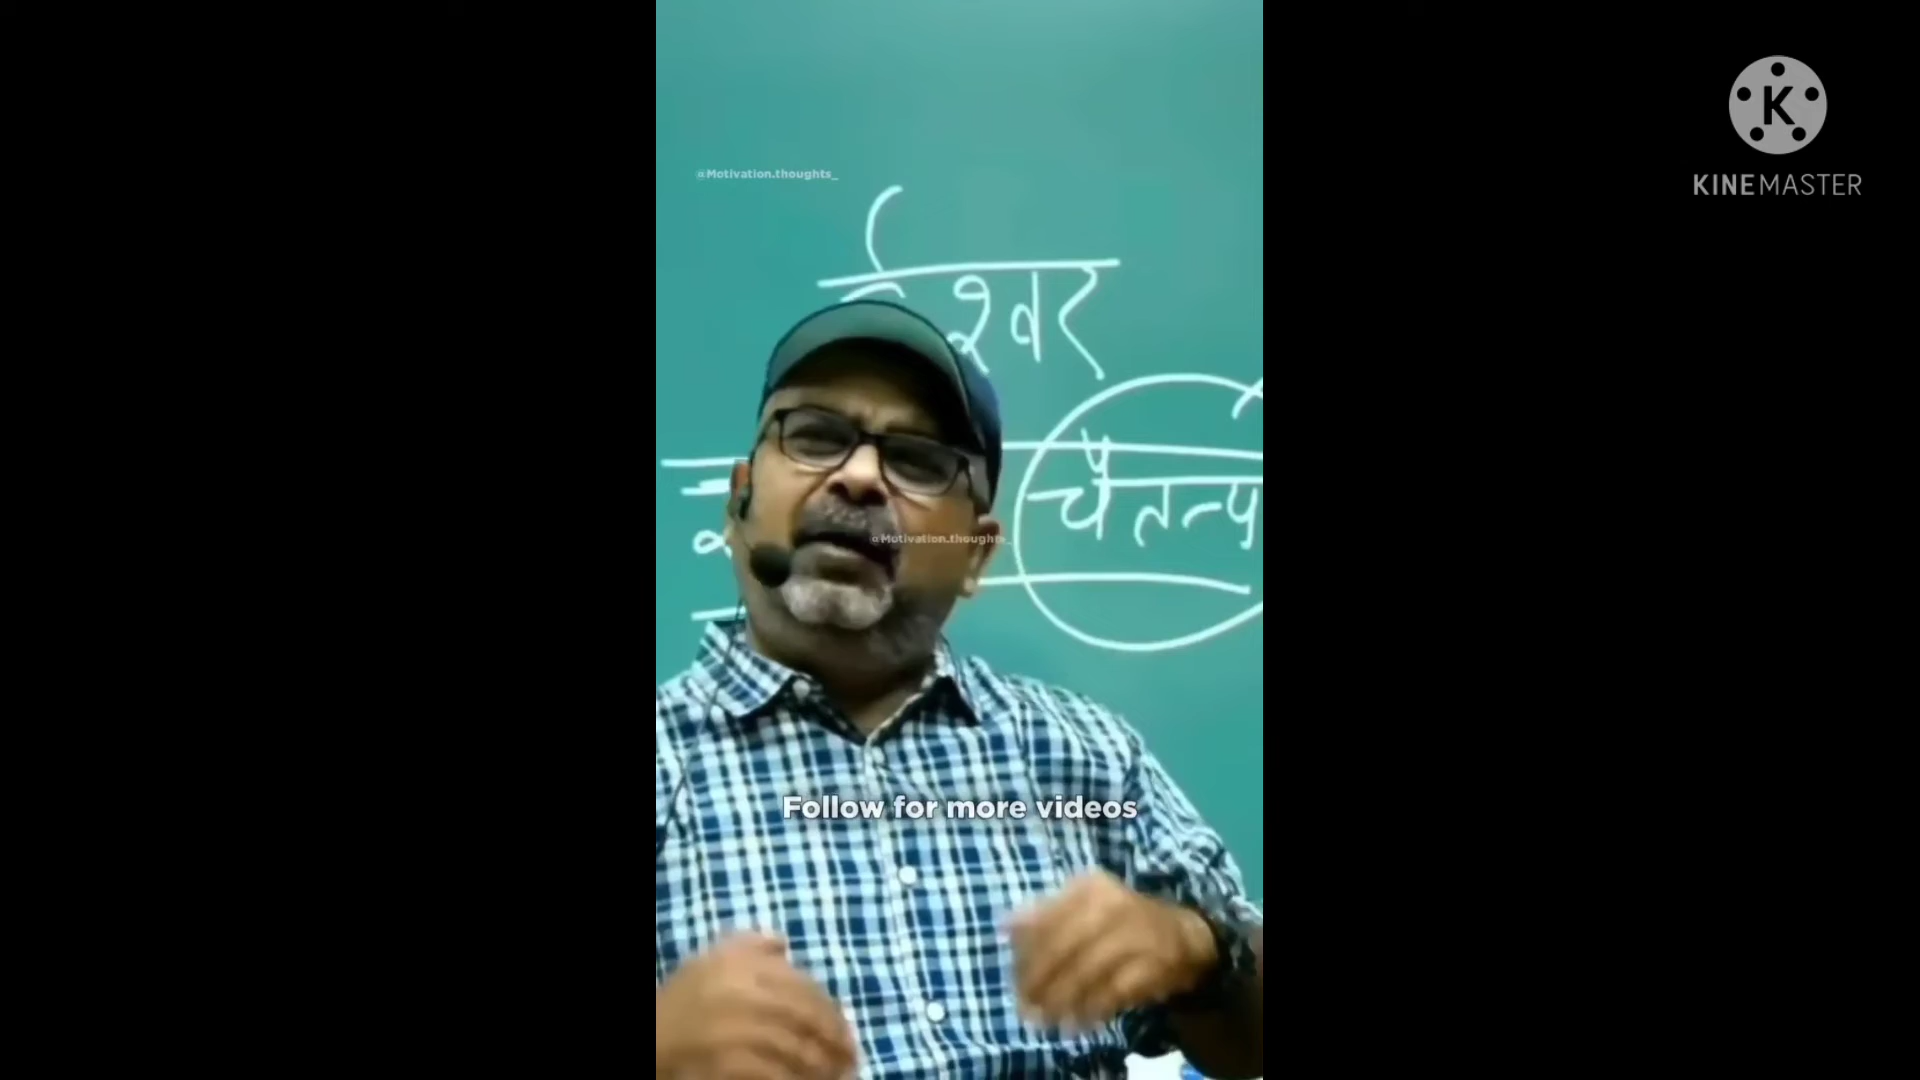 K
KINEMASTER
@Motivation.thoughts_
ईश्वर
चैतन्य
@Motivation.thoughts_
Follow for more videos